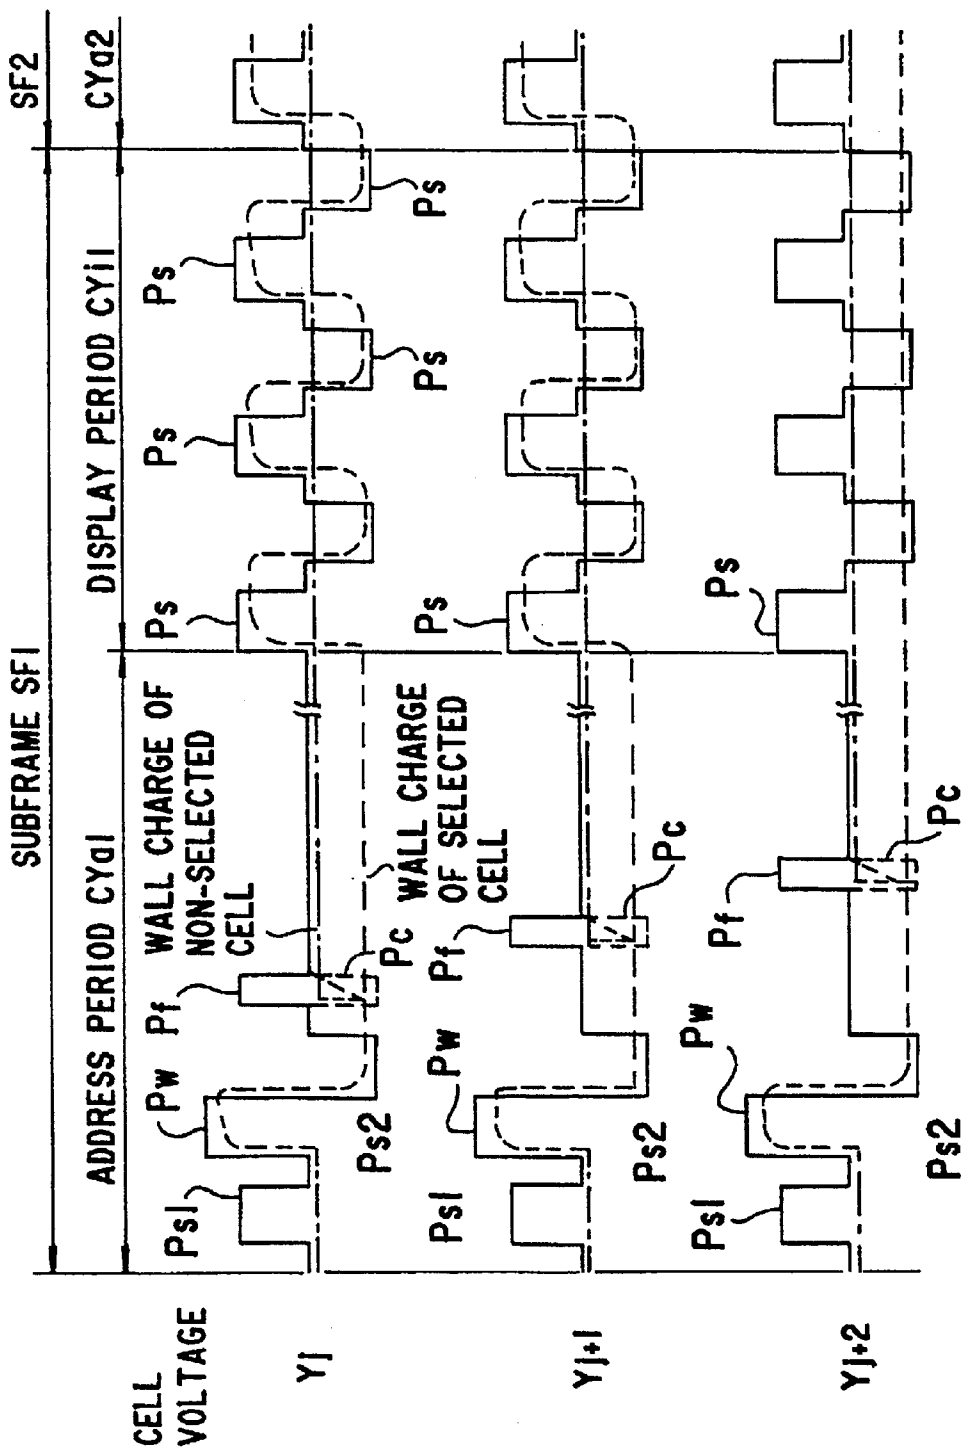 SUBFRAME SF1
SF2
ADDRESS PERIOD CYa1
DISPLAY PERIOD CYi1
CYa2
CELL
VOLTAGE
Yj
Ps1
Pw
Ps2
Pf
Pc
WALL CHARGE OF
NON-SELECTED
CELL
Ps
Ps
Ps
Ps
Ps
WALL CHARGE
OF SELECTED
CELL
Yj+1
Ps1
Pw
Ps2
Pf
Pc
Ps
Yj+2
Ps1
Pw
Ps2
Pf
Pc
Ps